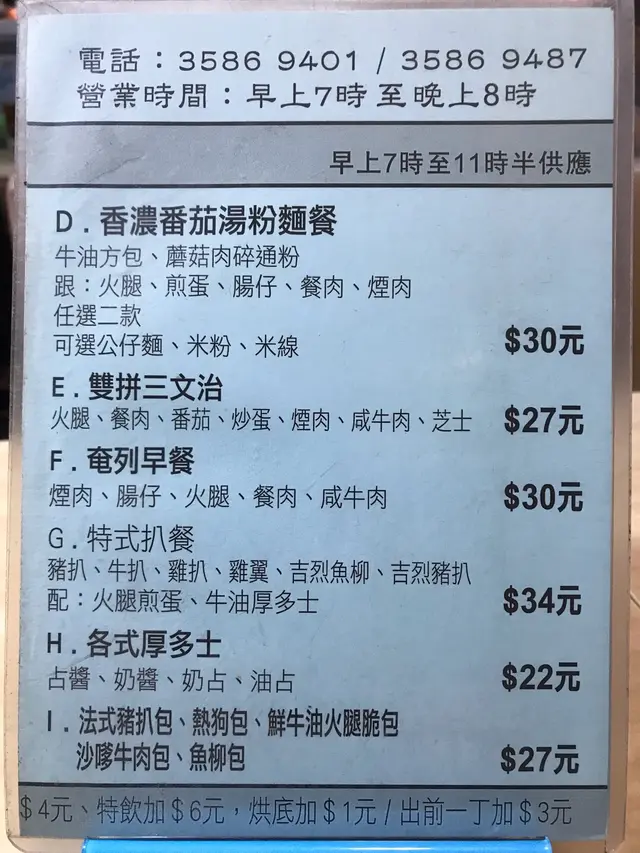 電話：3586 9401 / 3586 9487
營業時間：早上7時至晚上8時
早上7時至11時半供應
D．香濃番茄湯粉麵餐
牛油方包、蘑菇肉碎通粉
跟：火腿、煎蛋、腸仔、餐肉、煙肉
任選二款
可選公仔麵、米粉、米線 $30元
E．雙拼三文治
火腿、餐肉、番茄、炒蛋、煙肉、咸牛肉、芝士 $27元
F．奄列早餐
煙肉、腸仔、火腿、餐肉、咸牛肉 $30元
G．特式扒餐
豬扒、牛扒、雞扒、雞翼、吉烈魚柳、吉烈豬扒
配：火腿煎蛋、牛油厚多士 $34元
H．各式厚多士
占醬、奶醬、奶占、油占 $22元
I．法式豬扒包、熱狗包、鮮牛油火腿脆包
沙嗲牛肉包、魚柳包 $27元
$4元、特飲加$6元，烘底加$1元/出前一丁加$3元